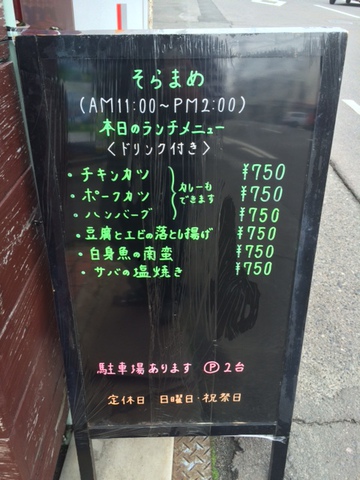 そらまめ
(AM11:00~PM2:00)
本日のランチメニュー
<ドリンク付き>
・チキンカツ ¥750
・ポークカツ カレーもできます ¥750
・ハンバーグ ¥750
・豆腐とエビの落とし揚げ ¥750
・白身魚の南蛮 ¥750
・サバの塩焼き ¥750
駐車場あります Ⓟ2台
定休日 日曜日・祝祭日